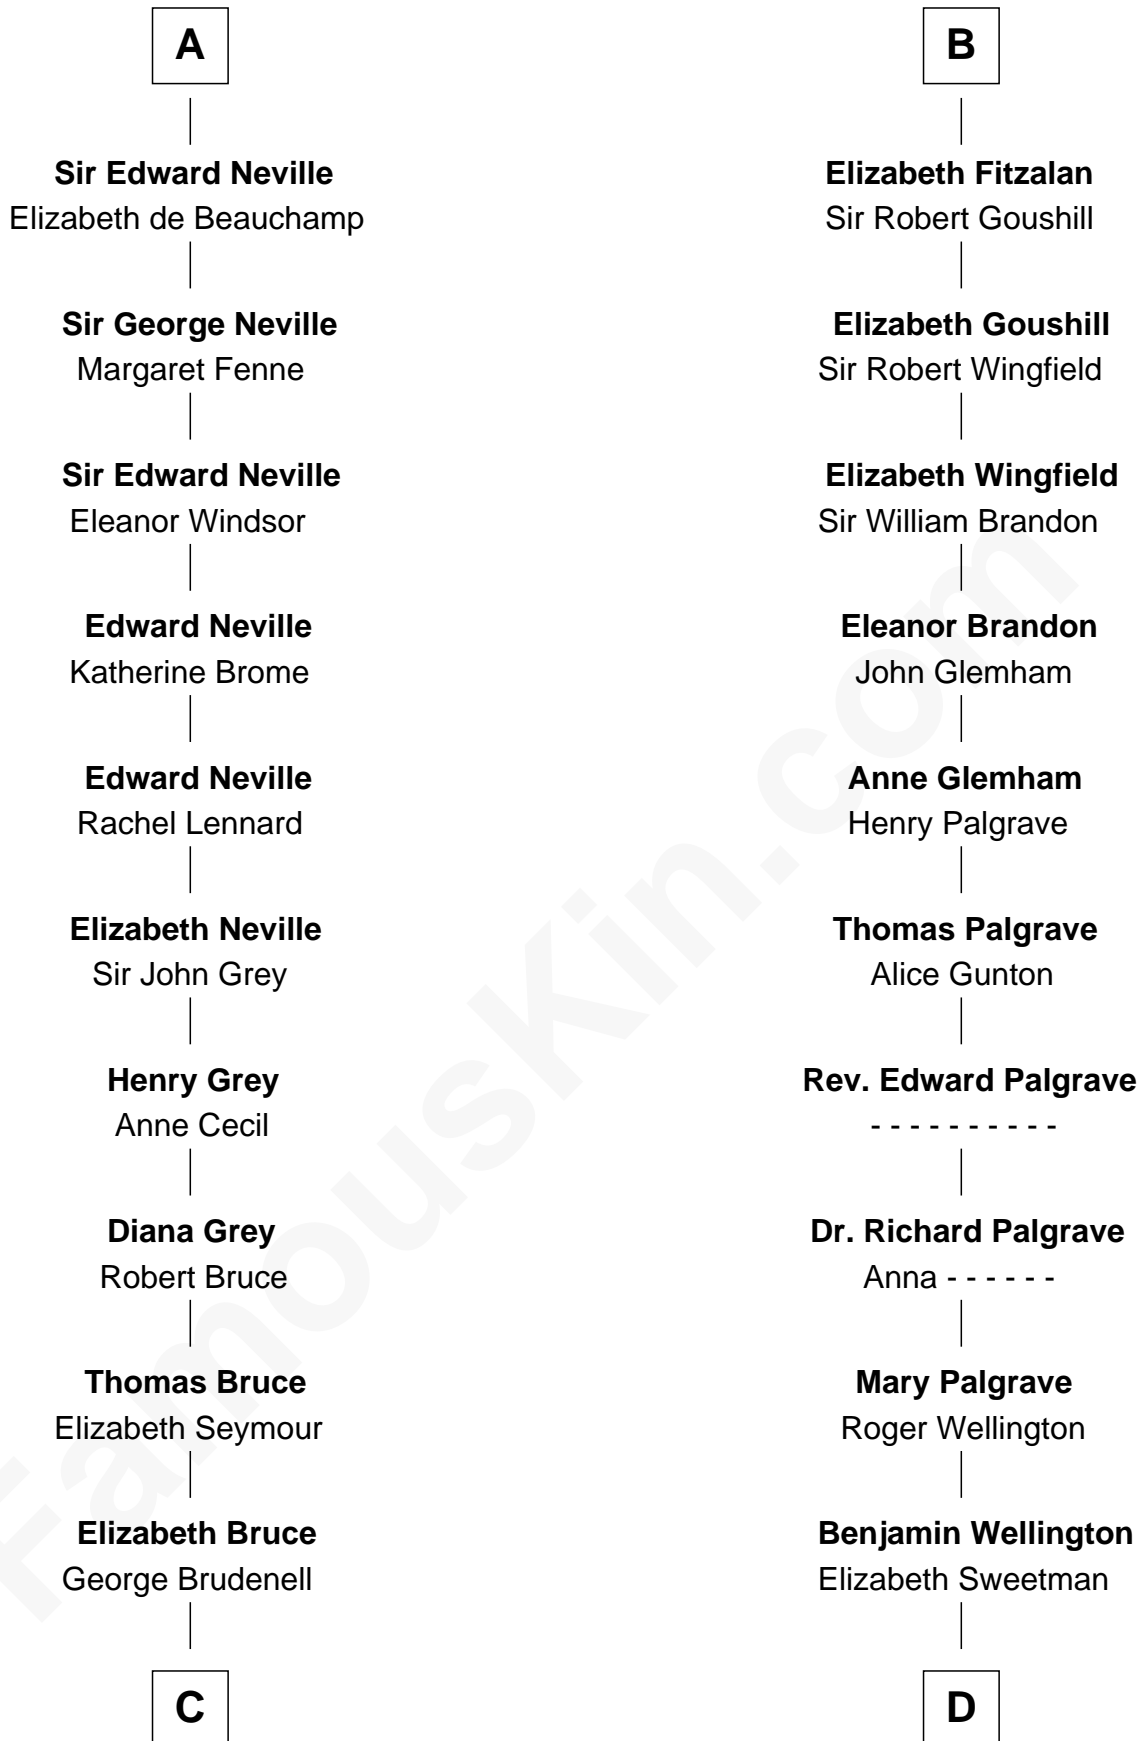 A
Sir Edward Neville
Elizabeth de Beauchamp
Sir George Neville
Margaret Fenne
Sir Edward Neville
Eleanor Windsor
Edward Neville
Katherine Brome
Edward Neville
Rachel Lennard
Elizabeth Neville
Sir John Grey
Henry Grey
Anne Cecil
Diana Grey
Robert Bruce
Thomas Bruce
Elizabeth Seymour
Elizabeth Bruce
George Brudenell
C
B
Elizabeth Fitzalan
Sir Robert Goushill
Elizabeth Goushill
Sir Robert Wingfield
Elizabeth Wingfield
Sir William Brandon
Eleanor Brandon
John Glemham
Anne Glemham
Henry Palgrave
Thomas Palgrave
Alice Gunton
Rev. Edward Palgrave
- - - - - - - - - -
Dr. Richard Palgrave
Anna - - - - - -
Mary Palgrave
Roger Wellington
Benjamin Wellington
Elizabeth Sweetman
D
FamousKin.com